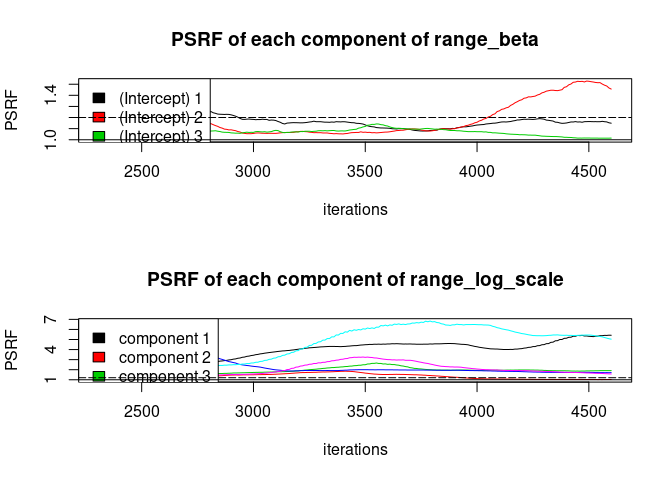 PSRF of each component of range_beta
PSRF
1.0 1.4
(Intercept) 1
(Intercept) 2
(Intercept) 3
2500 3000 3500 4000 4500
iterations
PSRF of each component of range_log_scale
PSRF
1 4 7
component 1
component 2
component 3
2500 3000 3500 4000 4500
iterations